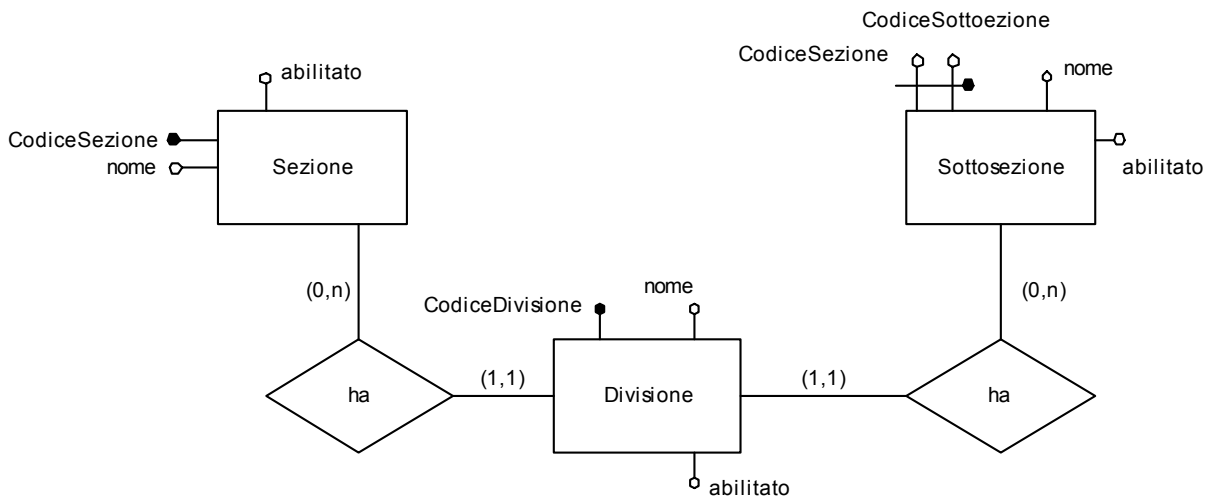 CodiceSottoezione
CodiceSezione
nome
abilitato
CodiceSezione
nome
Sezione
Sottosezione
abilitato
(0,n)
(0,n)
CodiceDivisione
nome
ha
(1,1)
Divisione
(1,1)
ha
abilitato